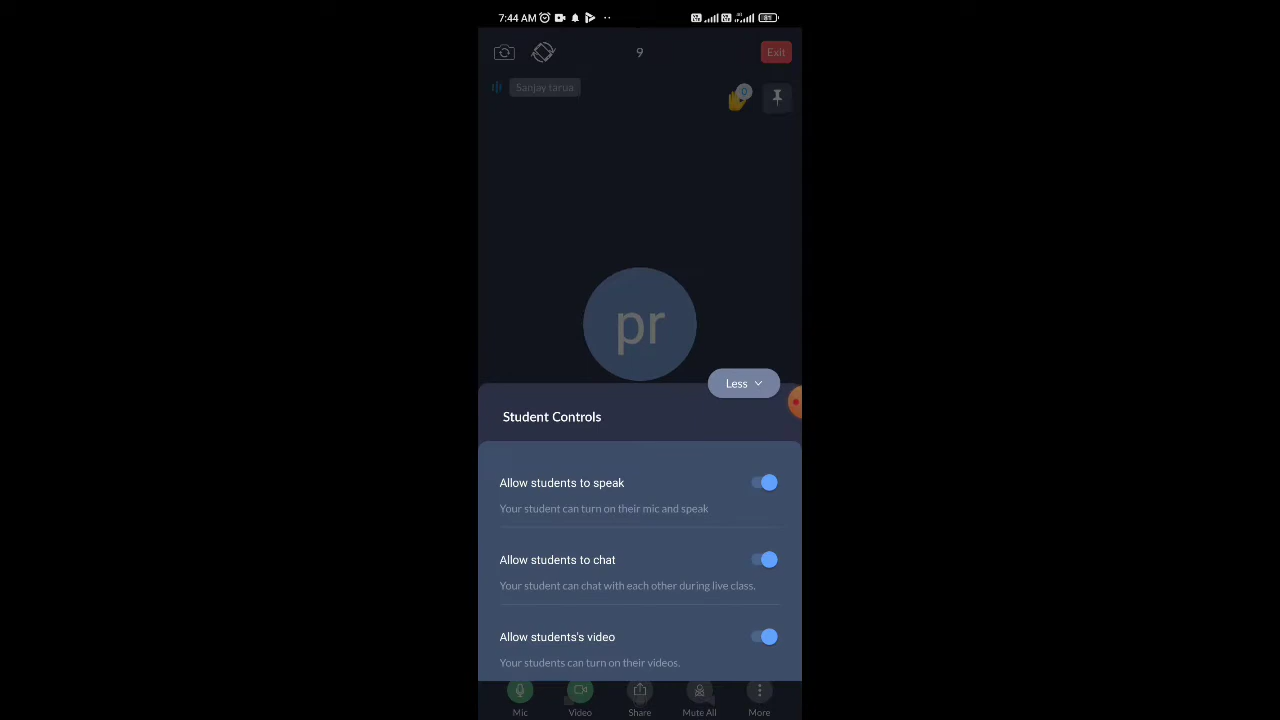 7:44 AM
81
9
Exit
Sanjay tarua
0
pr
Less
Student Controls
Allow students to speak
Your student can turn on their mic and speak
Allow students to chat
Your student can chat with each other during live class.
Allow students's video
Your students can turn on their videos.
Mic
Video
Share
Mute All
More